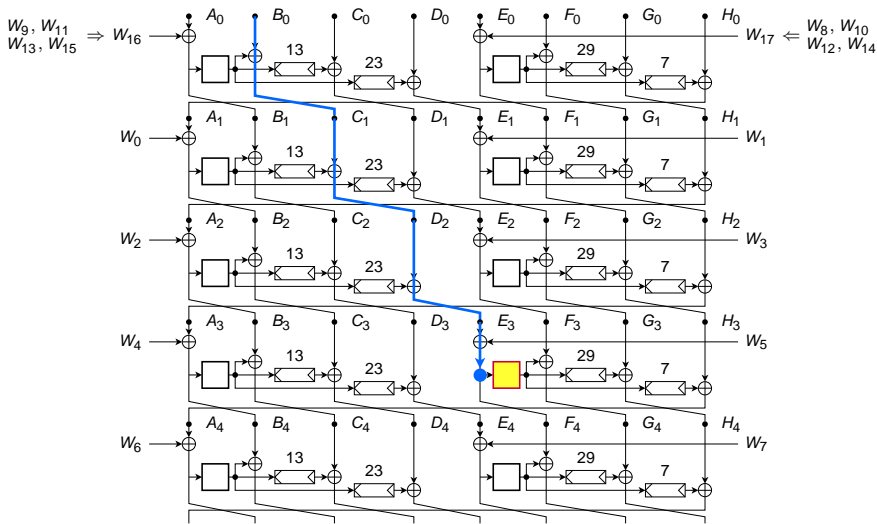 A0 B0 C0 D0 E0 F0 G0 H0
W9, W11 W8, W10
W13, W15 ⇒ W16 W17 ⇐ W12, W14
13 29
23 7
A1 B1 C1 D1 E1 F1 G1 H1
W0 W1
13 29
23 7
A2 B2 C2 D2 E2 F2 G2 H2
W2 W3
13 29
23 7
A3 B3 C3 D3 E3 F3 G3 H3
W4 W5
13 29
23 7
A4 B4 C4 D4 E4 F4 G4 H4
W6 W7
13 29
23 7